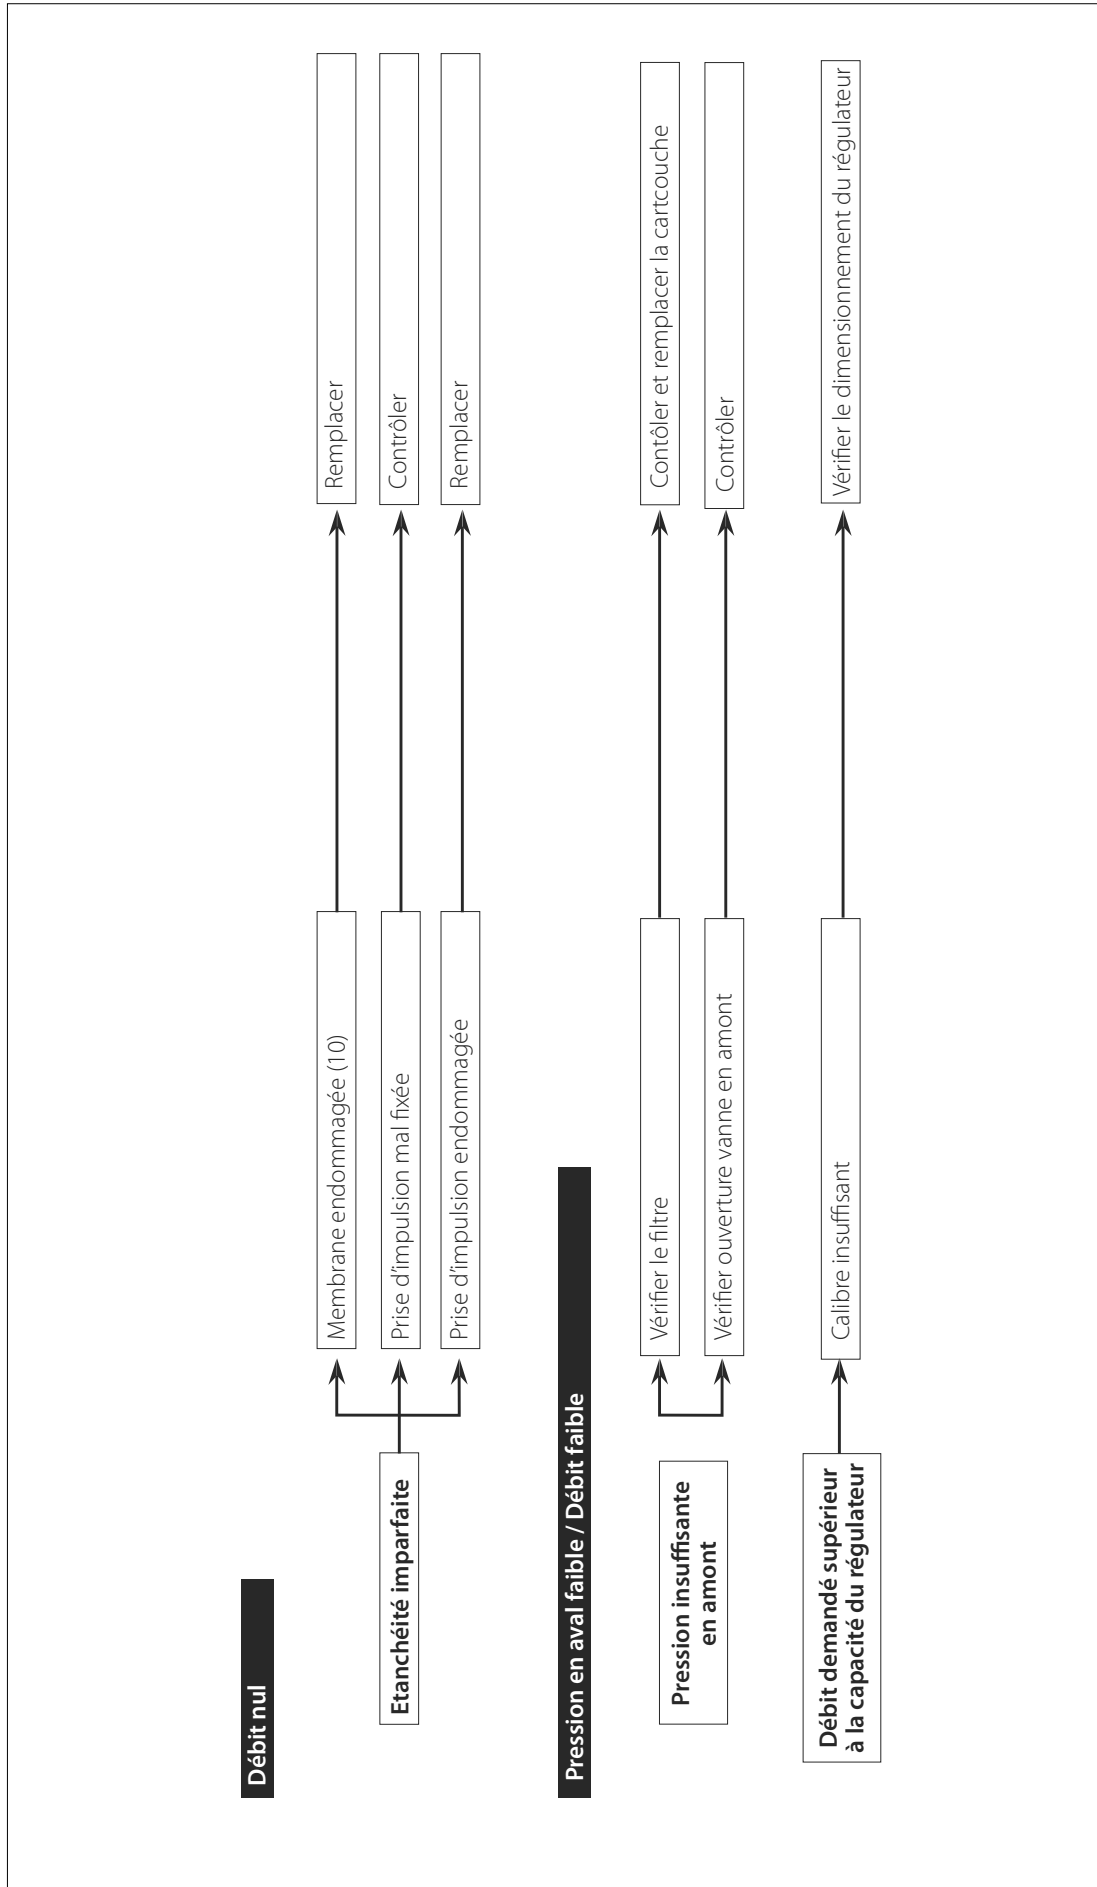 Débit nul
Etanchéité imparfaite
Membrane endommagée (10)
Remplacer
Prise d'impulsion mal fixée
Contrôler
Prise d'impulsion endommagée
Remplacer
Pression en aval faible / Débit faible
Pression insuffisante
en amont
Vérifier le filtre
Contôler et remplacer la cartcouche
Vérifier ouverture vanne en amont
Contrôler
Débit demandé supérieur
à la capacité du régulateur
Calibre insuffisant
Vérifier le dimensionnement du régulateur